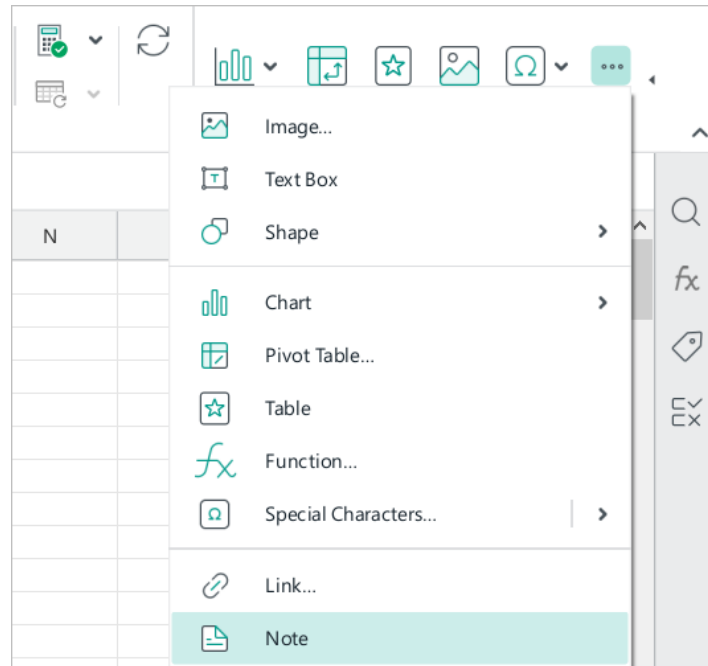 Image...
Text Box
Shape
N
Chart
Pivot Table...
Table
Function...
Special Characters...
Link...
Note